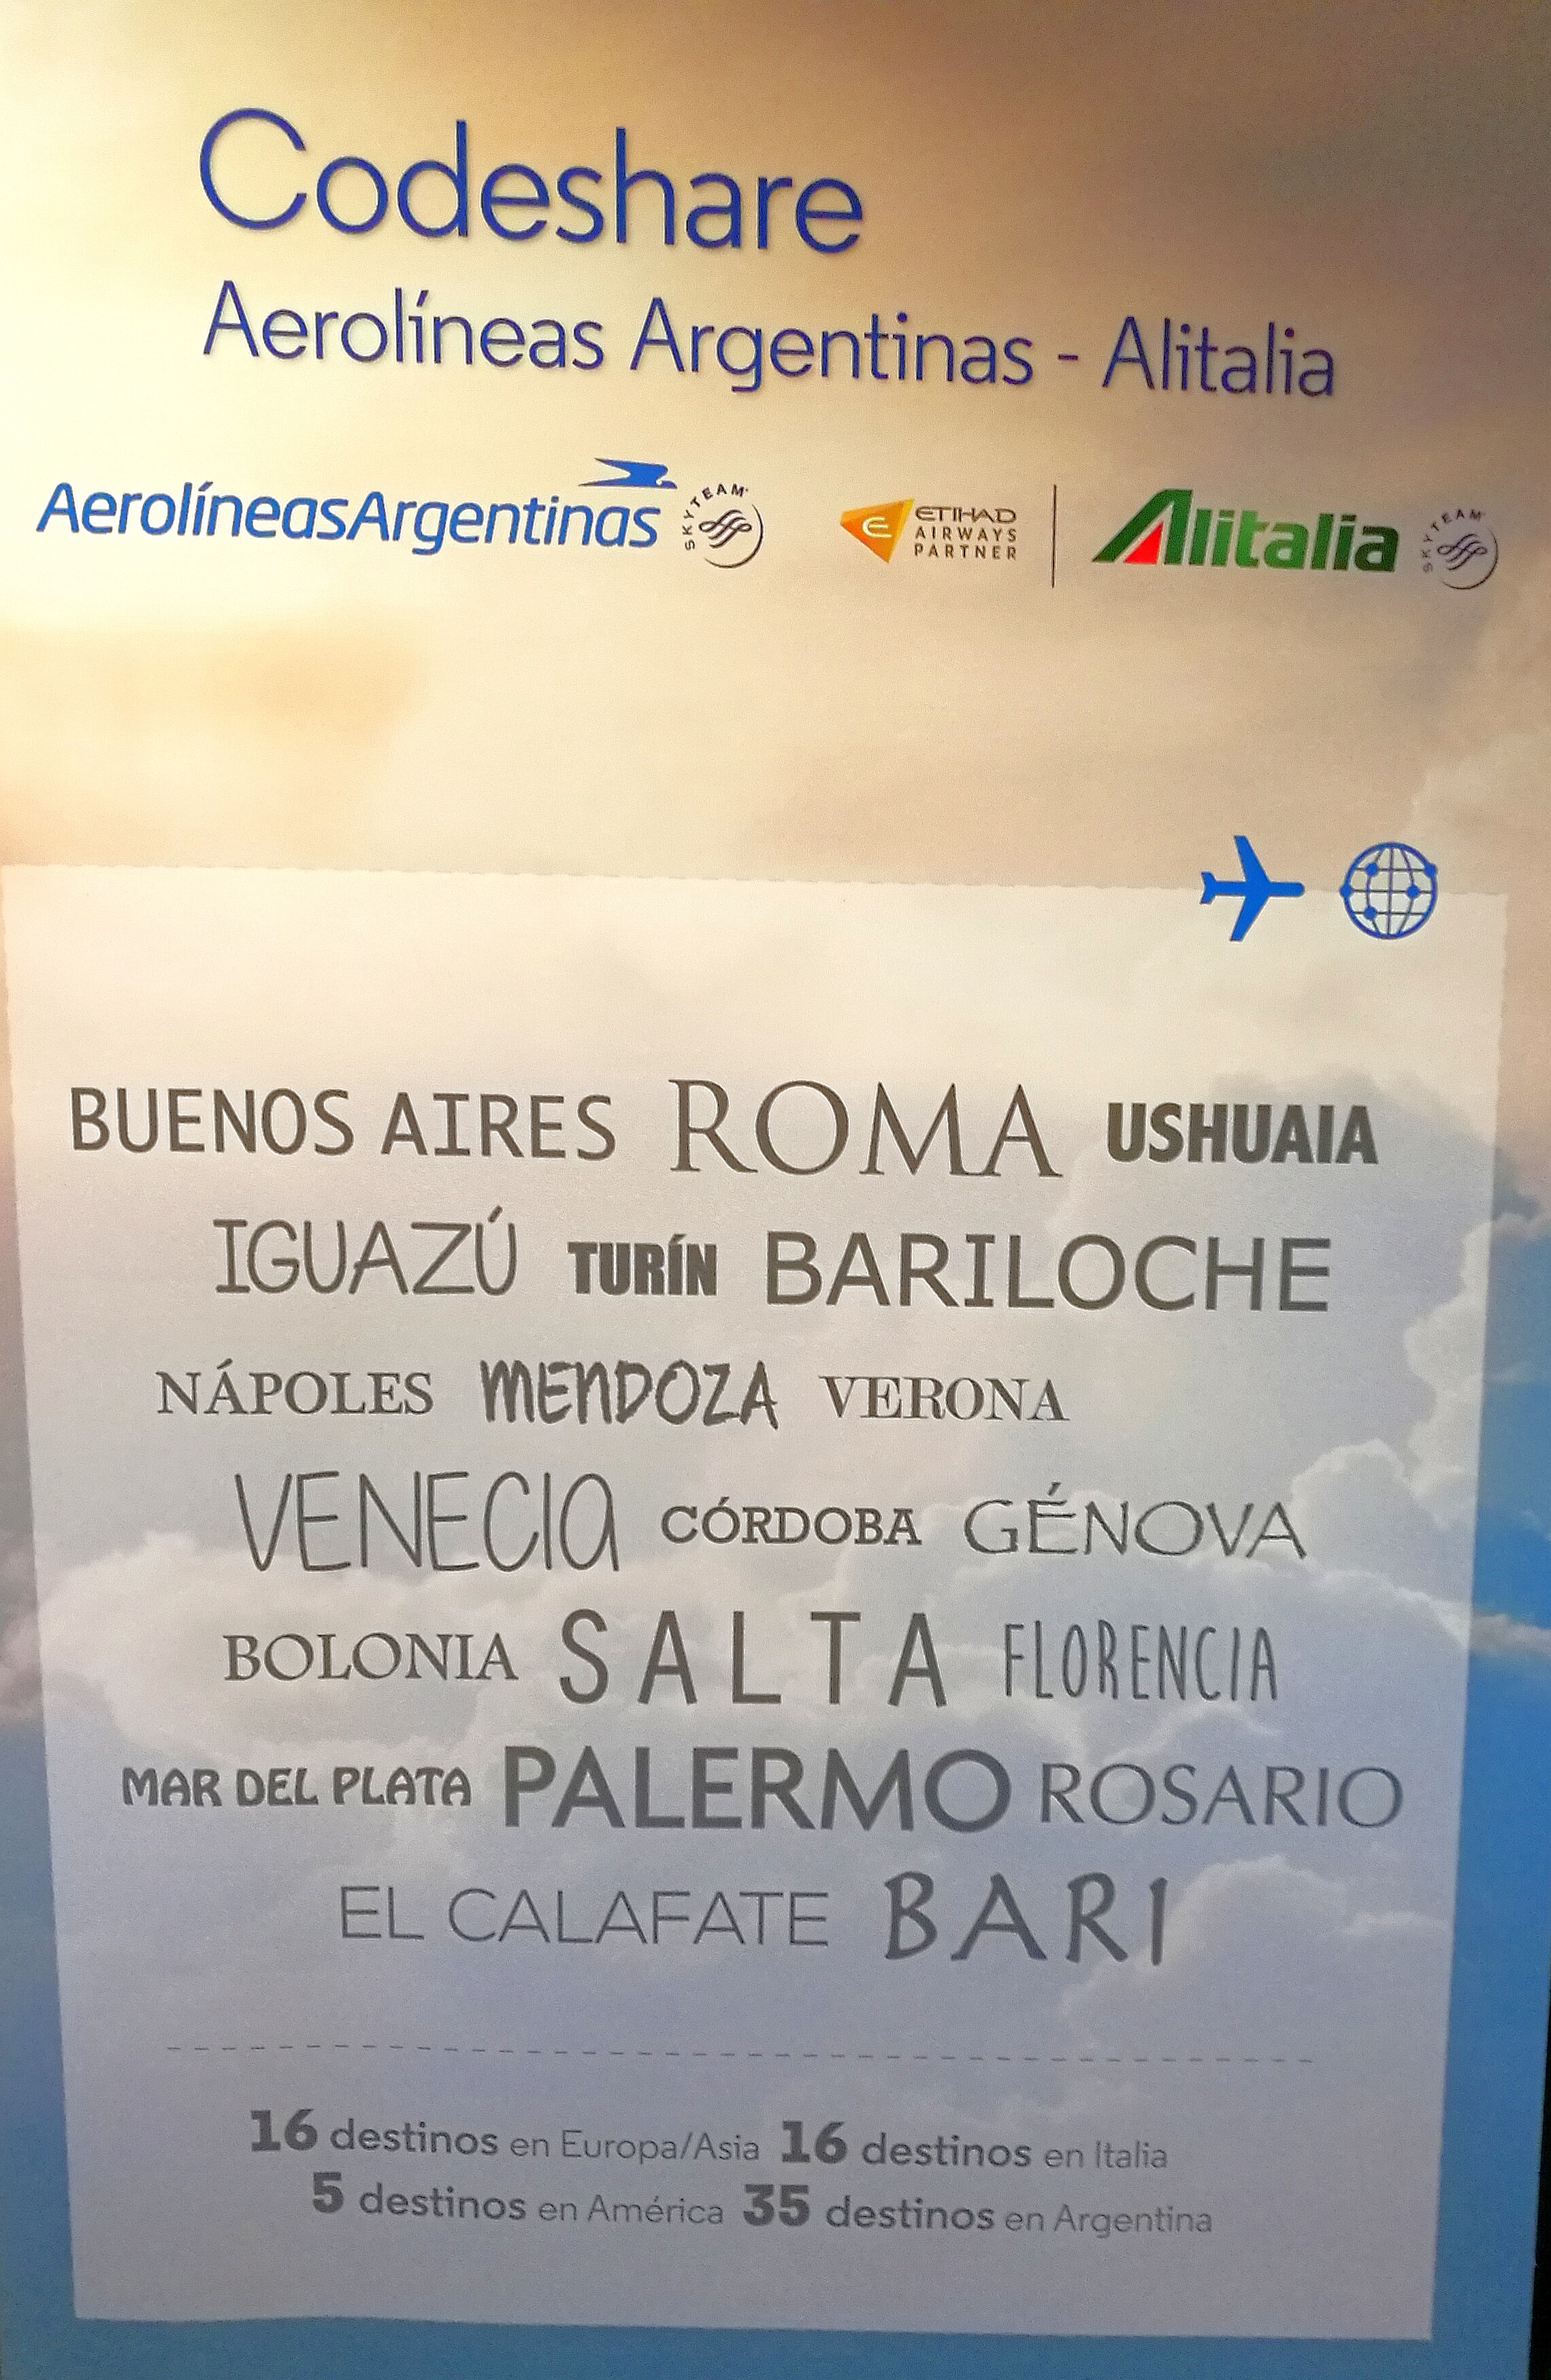 Codeshare
Aerolíneas Argentinas - Alitalia
AerolíneasArgentinas SKYTEAM ETIHAD AIRWAYS PARTNER Alitalia SKYTEAM
BUENOS AIRES ROMA USHUAIA
IGUAZÚ TURÍN BARILOCHE
NÁPOLES MENDOZA VERONA
VENECIA CÓRDOBA GÉNOVA
BOLONIA SALTA FLORENCIA
MAR DEL PLATA PALERMO ROSARIO
EL CALAFATE BARI
16 destinos en Europa/Asia 16 destinos en Italia
5 destinos en América 35 destinos en Argentina